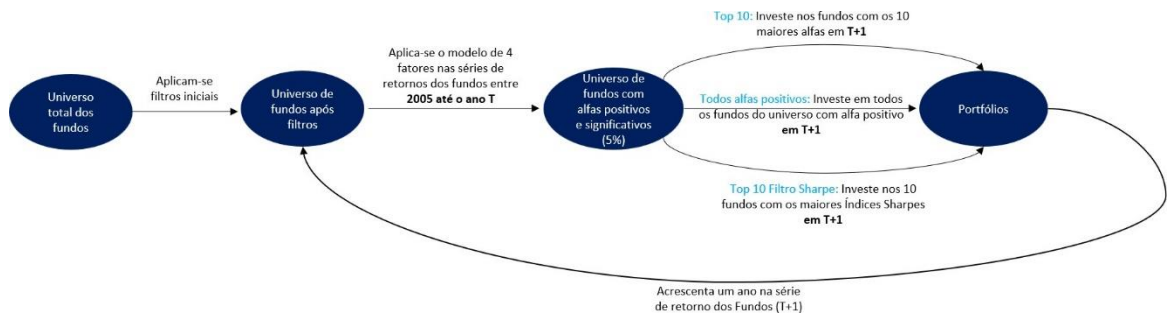 Universo
total dos
fundos
Aplicam-se
filtros iniciais
Universo de
fundos após
filtros
Aplica-se o modelo de 4
fatores nas séries de
retornos dos fundos entre
2005 até o ano T
Universo de
fundos com
alfas positivos
e significativos
(5%)
Top 10: Investe nos fundos com os 10
maiores alfas em T+1
Todos alfas positivos: Investe em todos
os fundos do universo com alfa positivo
em T+1
Top 10 Filtro Sharpe: Investe nos 10
fundos com os maiores Índices Sharpes
em T+1
Portfólios
Acrescenta um ano na série
de retorno dos Fundos (T+1)